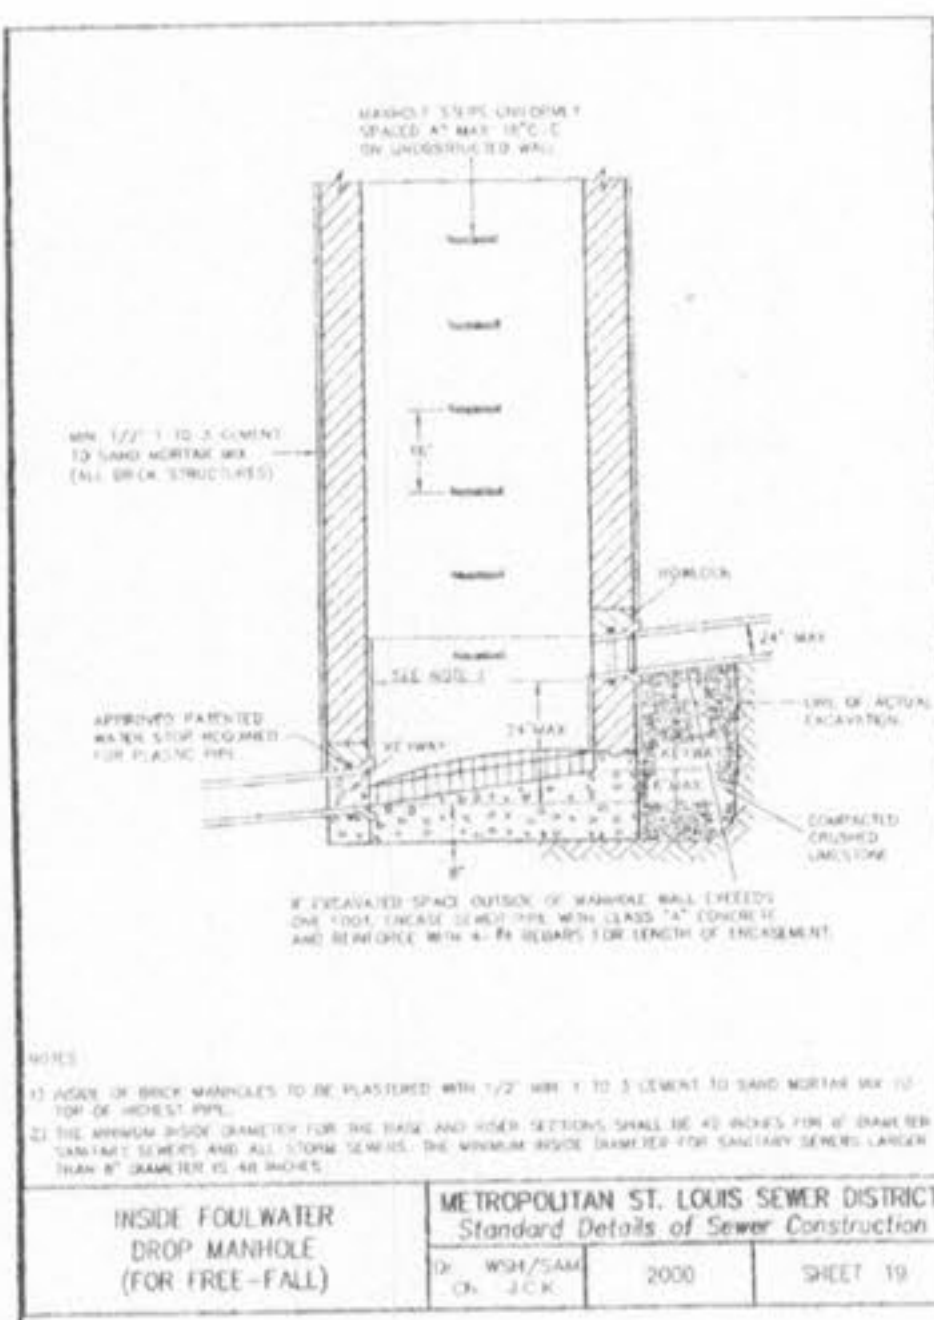 MANHOLE STEPS UNIFORMLY
SPACED AT MAX 16" C-C
ON UNOBSTRUCTED WALL
MIN. 1/2" 1 TO 3 CEMENT
TO SAND MORTAR MIX
(ALL BRICK STRUCTURES)
16"
ROWLOCK
24" MAX
SEE NOTE 2
LINE OF ACTUAL
EXCAVATION
APPROVED PATENTED
WATER STOP REQUIRED
FOR PLASTIC PIPE
KEYWAY
24" MAX
KEYWAY
MAX
COMPACTED
CRUSHED
LIMESTONE
8"
IF EXCAVATED SPACE OUTSIDE OF MANHOLE WALL EXCEEDS
ONE FOOT, ENCASE SEWER PIPE WITH CLASS "A" CONCRETE
AND REINFORCE WITH 4-#4 REBARS FOR LENGTH OF ENCASEMENT.
NOTES
1) INSIDE OF BRICK MANHOLES TO BE PLASTERED WITH 1/2" MIN 1 TO 3 CEMENT TO SAND MORTAR MIX TO
TOP OF HIGHEST PIPE.
2) THE MINIMUM INSIDE DIAMETER FOR THE BASE AND RISER SECTIONS SHALL BE 42 INCHES FOR 8" DIAMETER
SANITARY SEWERS AND ALL STORM SEWERS. THE MINIMUM INSIDE DIAMETER FOR SANITARY SEWERS LARGER
THAN 8" DIAMETER IS 48 INCHES
INSIDE FOULWATER
DROP MANHOLE
(FOR FREE-FALL)
METROPOLITAN ST. LOUIS SEWER DISTRICT
Standard Details of Sewer Construction
Dr. WSH/SAM
Ch. J.C.K.
2000
SHEET 19